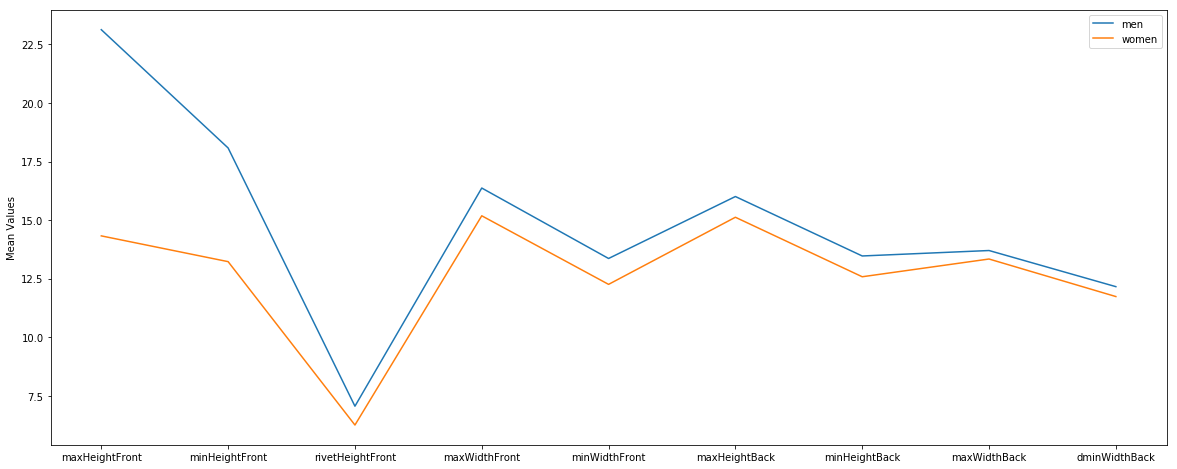 men
women
22.5
20.0
17.5
15.0
12.5
10.0
7.5
Mean Values
maxHeightFront minHeightFront rivetHeightFront maxWidthFront minWidthFront maxHeightBack minHeightBack maxWidthBack dminWidthBack